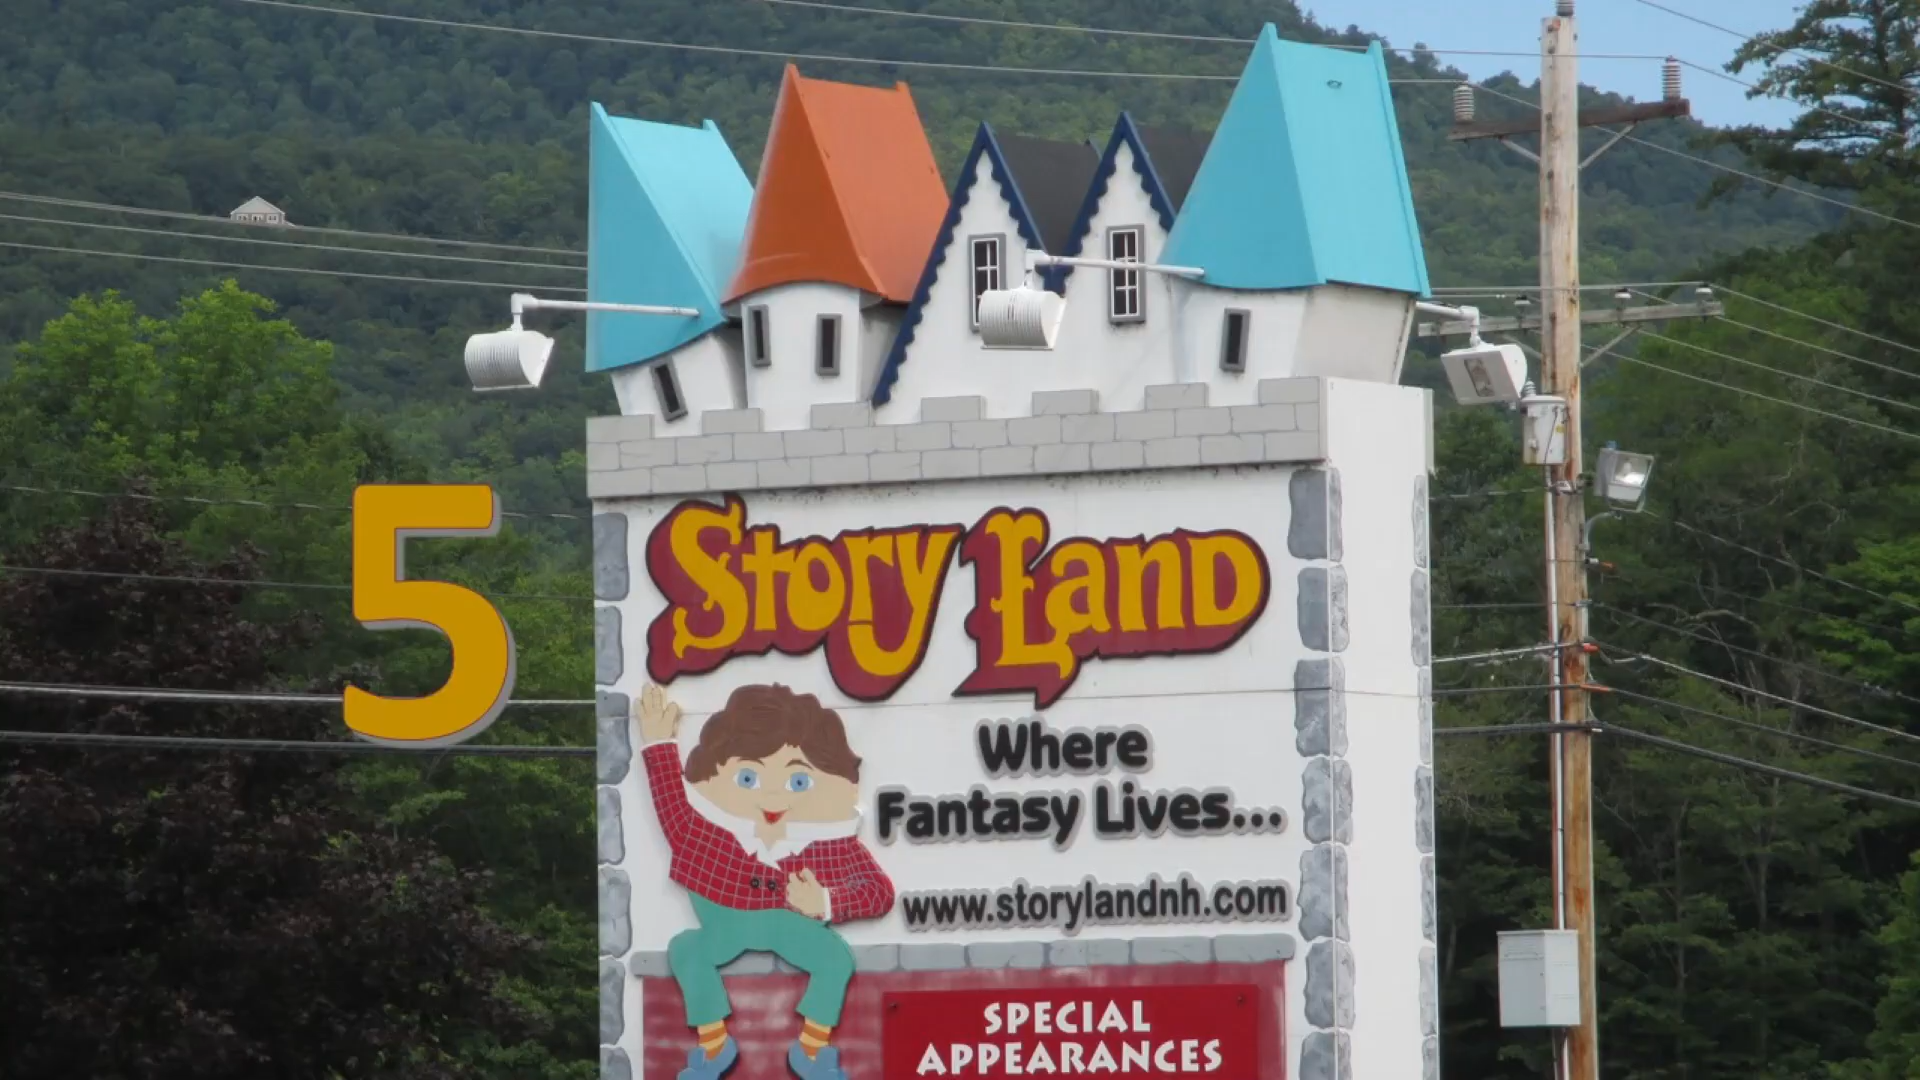 5
Story Land
Where
Fantasy Lives...
www.storylandnh.com
SPECIAL
APPEARANCES